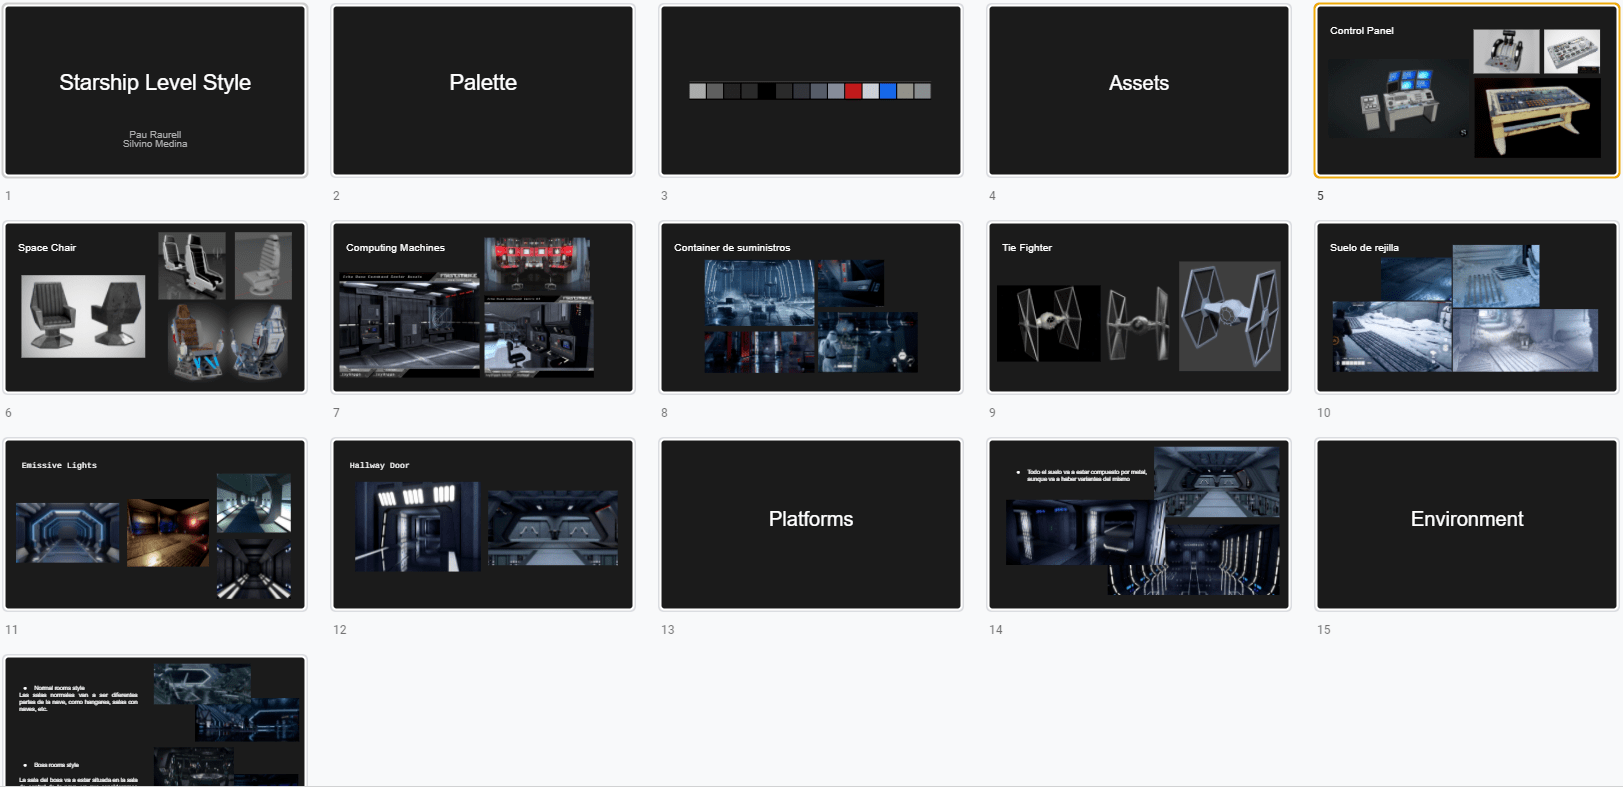 Starship Level Style
Pau Raurell
Silvino Medina
1
Palette
2
3
Assets
4
Control Panel
5
Space Chair
6
Computing Machines
7
Container de suministros
8
Tie Fighter
9
Suelo de rejilla
10
Emissive Lights
11
Hallway Door
12
Platforms
13
● Todo el suelo va a estar compuesto por metal,
aunque va a haber variantes del mismo
14
Environment
15
● Normal rooms style
Las salas normales van a ser diferentes
partes de la nave, como hangares, salas con
naves, etc.
● Boss rooms style
La sala del boss va a estar situada en la sala